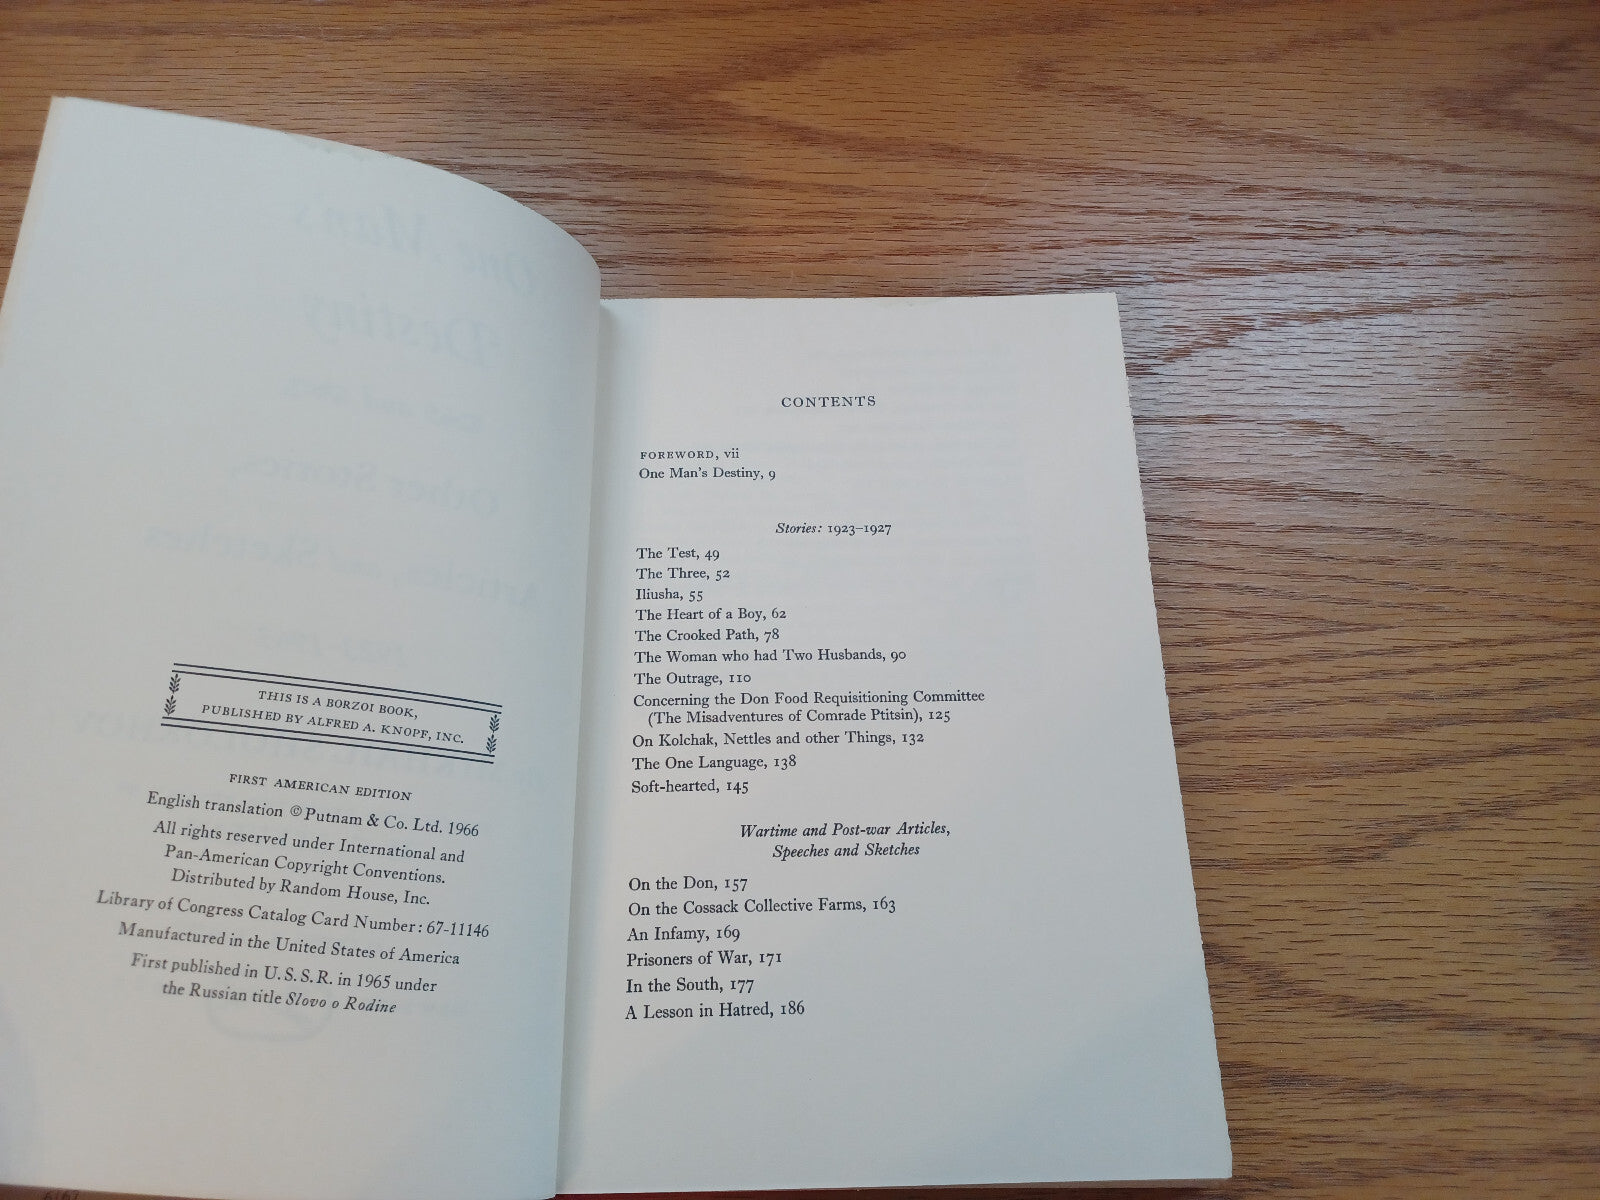 THIS IS A BORZOI BOOK,
PUBLISHED BY ALFRED A. KNOPF, INC.
FIRST AMERICAN EDITION
English translation © Putnam & Co. Ltd. 1966
All rights reserved under International and
Pan-American Copyright Conventions.
Distributed by Random House, Inc.
Library of Congress Catalog Card Number: 67-11146
Manufactured in the United States of America
First published in U.S.S.R. in 1965 under
the Russian title Slovo o Rodine
CONTENTS
FOREWORD, vii
One Man's Destiny, 9
Stories: 1923–1927
The Test, 49
The Three, 52
Iliusha, 55
The Heart of a Boy, 62
The Crooked Path, 78
The Woman who had Two Husbands, 90
The Outrage, 110
Concerning the Don Food Requisitioning Committee
(The Misadventures of Comrade Ptitsin), 125
On Kolchak, Nettles and other Things, 132
The One Language, 138
Soft-hearted, 145
Wartime and Post-war Articles,
Speeches and Sketches
On the Don, 157
On the Cossack Collective Farms, 163
An Infamy, 169
Prisoners of War, 171
In the South, 177
A Lesson in Hatred, 186